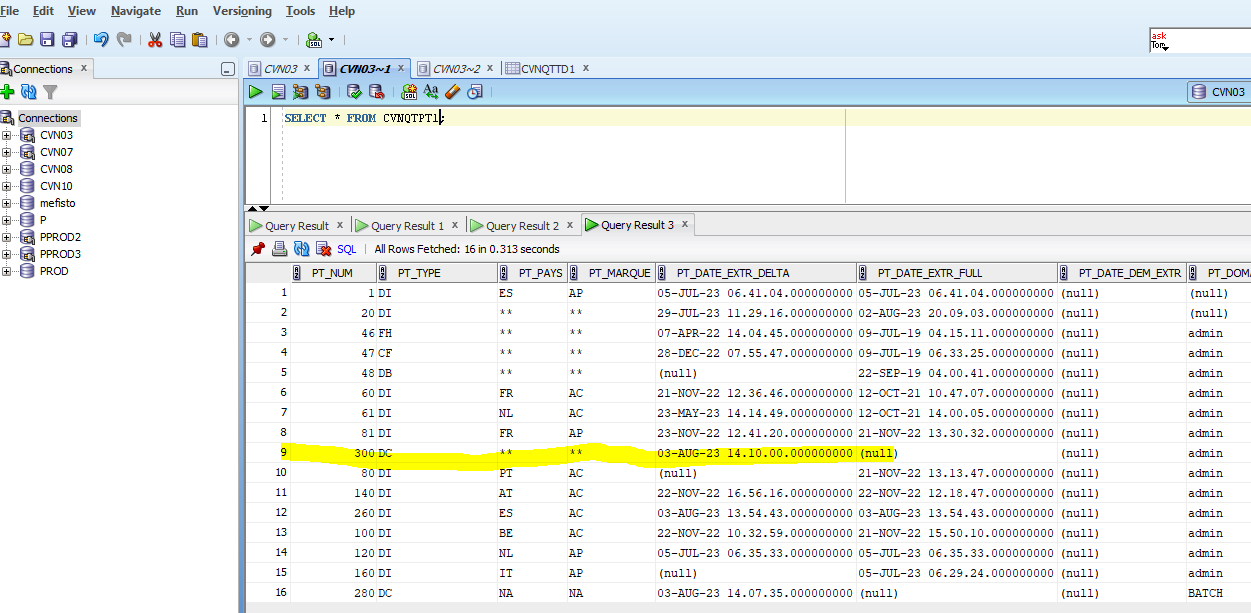 File Edit View Navigate Run Versioning Tools Help
ask
Tom
Connections x
CVN03 x CVN03~1 x CVN03~2 x CVNQTTD1 x
CVN03
Connections
CVN03
CVN07
CVN08
CVN10
mefisto
P
PPROD2
PPROD3
PROD
1 SELECT * FROM CVNQTPT1;
Query Result x Query Result 1 x Query Result 2 x Query Result 3 x
SQL | All Rows Fetched: 16 in 0.313 seconds
PT_NUM PT_TYPE PT_PAYS PT_MARQUE PT_DATE_EXTR_DELTA PT_DATE_EXTR_FULL PT_DATE_DEM_EXTR PT_DOMA
1 1 DI ES AP 05-JUL-23 06.41.04.000000000 05-JUL-23 06.41.04.000000000 (null) (null)
2 20 DI ** ** 29-JUL-23 11.29.16.000000000 02-AUG-23 20.09.03.000000000 (null) (null)
3 46 FH ** ** 07-APR-22 14.04.45.000000000 09-JUL-19 04.15.11.000000000 (null) admin
4 47 CF ** ** 28-DEC-22 07.55.47.000000000 09-JUL-19 06.33.25.000000000 (null) admin
5 48 DB ** ** (null) 22-SEP-19 04.00.41.000000000 (null) admin
6 60 DI FR AC 21-NOV-22 12.36.46.000000000 12-OCT-21 10.47.07.000000000 (null) admin
7 61 DI NL AC 23-MAY-23 14.14.49.000000000 12-OCT-21 14.00.05.000000000 (null) admin
8 81 DI FR AP 23-NOV-22 12.41.20.000000000 21-NOV-22 13.30.32.000000000 (null) admin
9 300 DC ** ** 03-AUG-23 14.10.00.000000000 (null) (null) admin
10 80 DI PT AC (null) 21-NOV-22 13.13.47.000000000 (null) admin
11 140 DI AT AC 22-NOV-22 16.56.16.000000000 22-NOV-22 12.18.47.000000000 (null) admin
12 260 DI ES AC 03-AUG-23 13.54.43.000000000 03-AUG-23 13.54.43.000000000 (null) admin
13 100 DI BE AC 22-NOV-22 10.32.59.000000000 21-NOV-22 15.50.10.000000000 (null) admin
14 120 DI NL AP 05-JUL-23 06.35.33.000000000 05-JUL-23 06.35.33.000000000 (null) admin
15 160 DI IT AP (null) 05-JUL-23 06.29.24.000000000 (null) admin
16 280 DC NA NA 03-AUG-23 14.07.35.000000000 (null) (null) BATCH